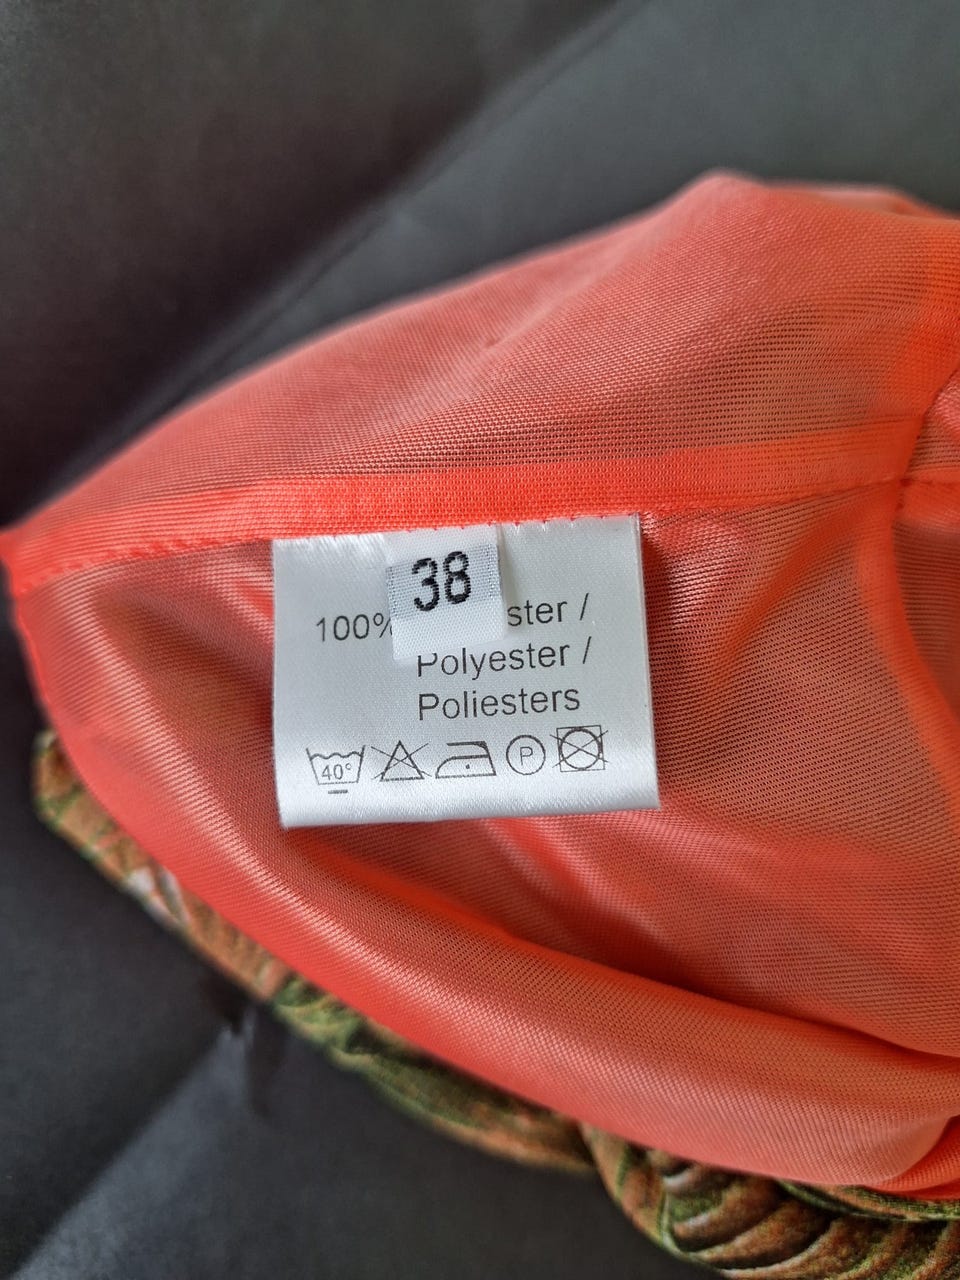 38
100% ster /
Polyester /
Poliesters
40° P